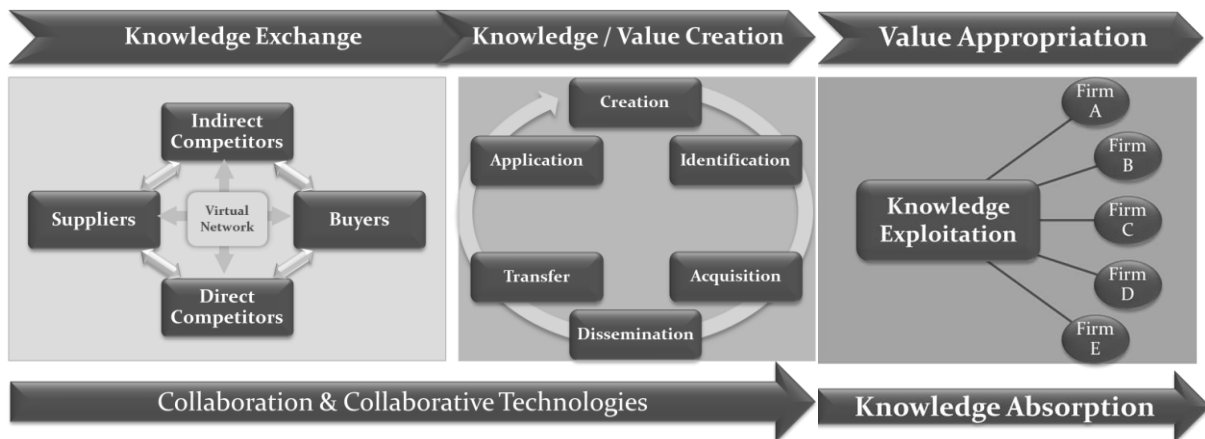 Knowledge Exchange
Knowledge / Value Creation
Value Appropriation
Indirect
Competitors
Suppliers
Virtual
Network
Buyers
Direct
Competitors
Creation
Application
Identification
Transfer
Acquisition
Dissemination
Firm
A
Firm
B
Knowledge
Exploitation
Firm
C
Firm
D
Firm
E
Collaboration & Collaborative Technologies
Knowledge Absorption